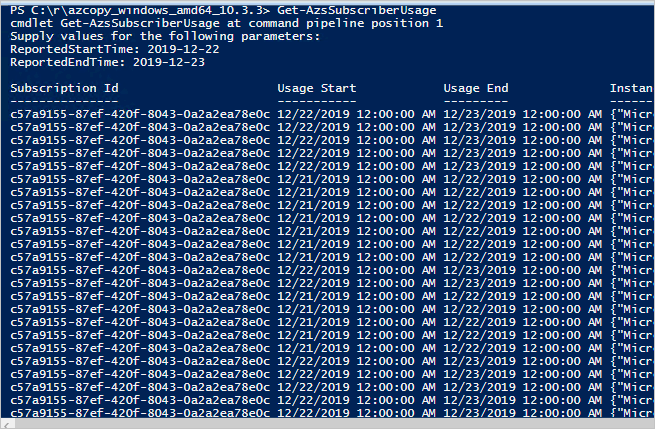 PS C:\r\azcopy_windows_amd64_10.3.3> Get-AzsSubscriberUsage
cmdlet Get-AzsSubscriberUsage at command pipeline position 1
Supply values for the following parameters:
ReportedStartTime: 2019-12-22
ReportedEndTime: 2019-12-23
Subscription Id Usage Start Usage End Instan
--------------- ----------- --------- ------
c57a9155-87ef-420f-8043-0a2a2ea78e0c 12/22/2019 12:00:00 AM 12/23/2019 12:00:00 AM {"Micr
c57a9155-87ef-420f-8043-0a2a2ea78e0c 12/22/2019 12:00:00 AM 12/23/2019 12:00:00 AM {"Micr
c57a9155-87ef-420f-8043-0a2a2ea78e0c 12/22/2019 12:00:00 AM 12/23/2019 12:00:00 AM {"Micr
c57a9155-87ef-420f-8043-0a2a2ea78e0c 12/22/2019 12:00:00 AM 12/23/2019 12:00:00 AM {"Micr
c57a9155-87ef-420f-8043-0a2a2ea78e0c 12/22/2019 12:00:00 AM 12/23/2019 12:00:00 AM {"Micr
c57a9155-87ef-420f-8043-0a2a2ea78e0c 12/21/2019 12:00:00 AM 12/22/2019 12:00:00 AM {"Micr
c57a9155-87ef-420f-8043-0a2a2ea78e0c 12/21/2019 12:00:00 AM 12/22/2019 12:00:00 AM {"Micr
c57a9155-87ef-420f-8043-0a2a2ea78e0c 12/21/2019 12:00:00 AM 12/22/2019 12:00:00 AM {"Micr
c57a9155-87ef-420f-8043-0a2a2ea78e0c 12/21/2019 12:00:00 AM 12/22/2019 12:00:00 AM {"Micr
c57a9155-87ef-420f-8043-0a2a2ea78e0c 12/21/2019 12:00:00 AM 12/22/2019 12:00:00 AM {"Micr
c57a9155-87ef-420f-8043-0a2a2ea78e0c 12/21/2019 12:00:00 AM 12/22/2019 12:00:00 AM {"Micr
c57a9155-87ef-420f-8043-0a2a2ea78e0c 12/21/2019 12:00:00 AM 12/22/2019 12:00:00 AM {"Micr
c57a9155-87ef-420f-8043-0a2a2ea78e0c 12/22/2019 12:00:00 AM 12/23/2019 12:00:00 AM {"Micr
c57a9155-87ef-420f-8043-0a2a2ea78e0c 12/22/2019 12:00:00 AM 12/23/2019 12:00:00 AM {"Micr
c57a9155-87ef-420f-8043-0a2a2ea78e0c 12/21/2019 12:00:00 AM 12/22/2019 12:00:00 AM {"Micr
c57a9155-87ef-420f-8043-0a2a2ea78e0c 12/21/2019 12:00:00 AM 12/22/2019 12:00:00 AM {"Micr
c57a9155-87ef-420f-8043-0a2a2ea78e0c 12/21/2019 12:00:00 AM 12/22/2019 12:00:00 AM {"Micr
c57a9155-87ef-420f-8043-0a2a2ea78e0c 12/21/2019 12:00:00 AM 12/22/2019 12:00:00 AM {"Micr
c57a9155-87ef-420f-8043-0a2a2ea78e0c 12/21/2019 12:00:00 AM 12/22/2019 12:00:00 AM {"Micr
c57a9155-87ef-420f-8043-0a2a2ea78e0c 12/22/2019 12:00:00 AM 12/23/2019 12:00:00 AM {"Micr
c57a9155-87ef-420f-8043-0a2a2ea78e0c 12/22/2019 12:00:00 AM 12/23/2019 12:00:00 AM {"Micr
c57a9155-87ef-420f-8043-0a2a2ea78e0c 12/22/2019 12:00:00 AM 12/23/2019 12:00:00 AM {"Micr
c57a9155-87ef-420f-8043-0a2a2ea78e0c 12/22/2019 12:00:00 AM 12/23/2019 12:00:00 AM {"Micr
c57a9155-87ef-420f-8043-0a2a2ea78e0c 12/22/2019 12:00:00 AM 12/23/2019 12:00:00 AM {"Micr